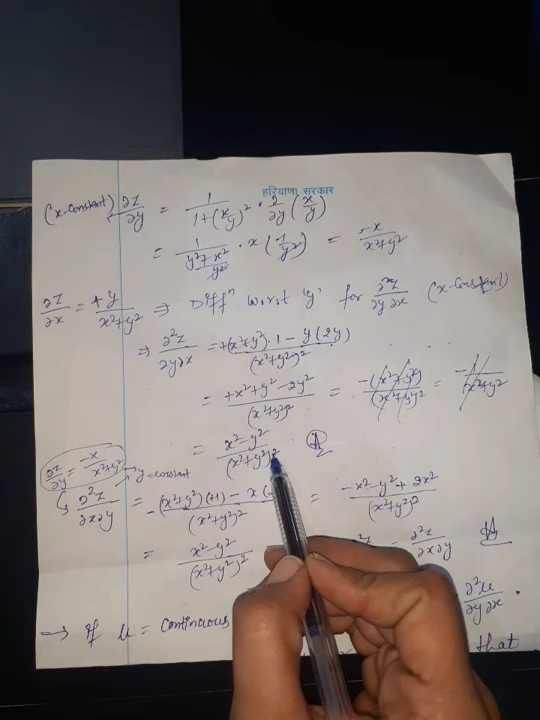 हरियाणा सरकार
(x-constant) ∂z/∂y = 1/(1+(x/y)²) · ∂/∂y (x/y)
= 1/((y²+x²)/y²) · x · (1/y²) = -x/(x²+y²)
∂z/∂x = +y/(x²+y²) ⇒ Diffⁿ w.r.t 'y' for ∂²z/∂y∂x (x-constant)
⇒ ∂²z/∂y∂x = +(x²+y²)·1 - y(2y)/(x²+y²)²
= +x²+y²-2y²/(x²+y²)² = -(x²+y²)/(x²+y²)² = -1/(x²+y²)
= x²-y²/(x²+y²)²
∂z/∂y = -x/(x²+y²) → y=constant
↳ ∂²z/∂x∂y = -(x²+y²)(+1) - x( /(x²+y²)² = -x²-y²+2x²/(x²+y²)²
= x²-y²/(x²+y²)² ∂²z = ∂²z/∂x∂y
→ If u = Continuous ∂²u/∂y∂x .
that